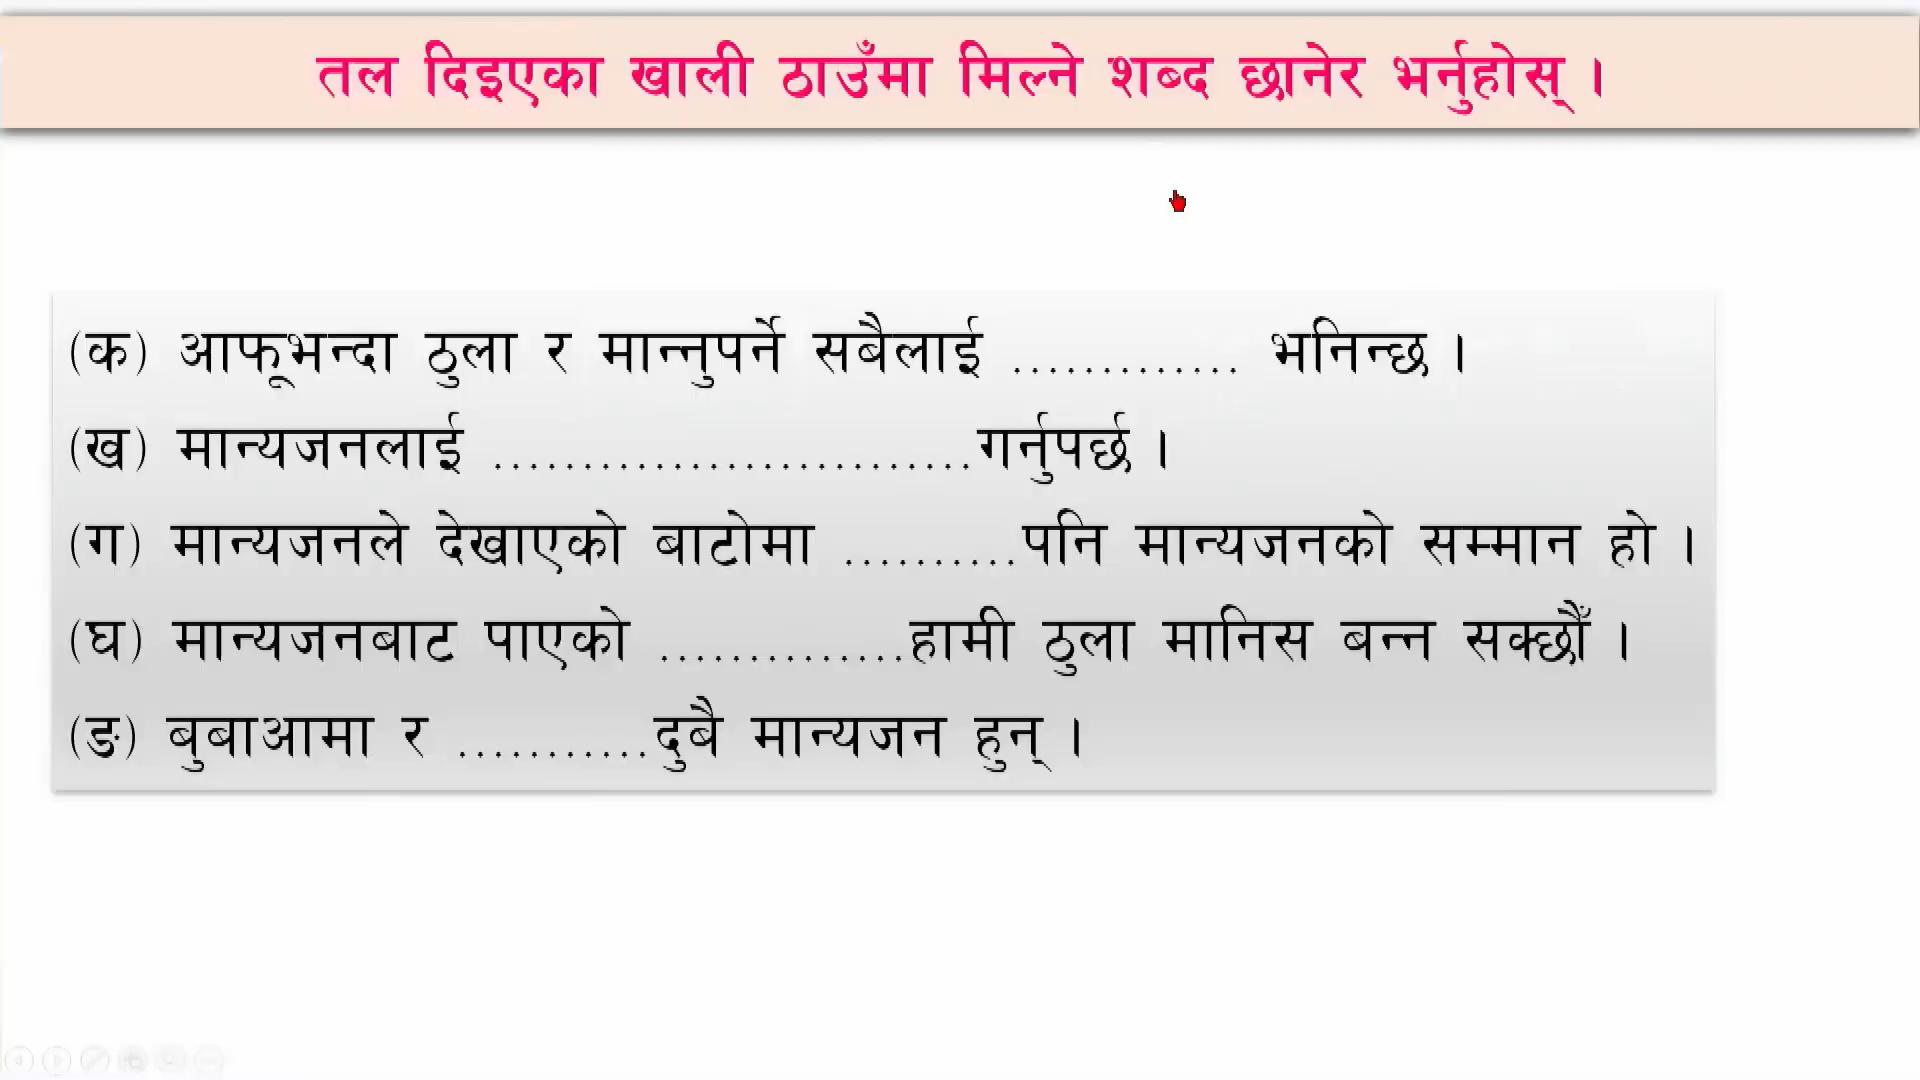 तल दिइएका खाली ठाउँमा मिल्ने शब्द छानेर भर्नुहोस् ।
(क) आफूभन्दा ठुला र मान्नुपर्ने सबैलाई ............. भनिन्छ ।
(ख) मान्यजनलाई ...........................गर्नुपर्छ ।
(ग) मान्यजनले देखाएको बाटोमा ..........पनि मान्यजनको सम्मान हो ।
(घ) मान्यजनबाट पाएको ..............हामी ठुला मानिस बन्न सक्छौँ ।
(ङ) बुबाआमा र ...........दुबै मान्यजन हुन् ।